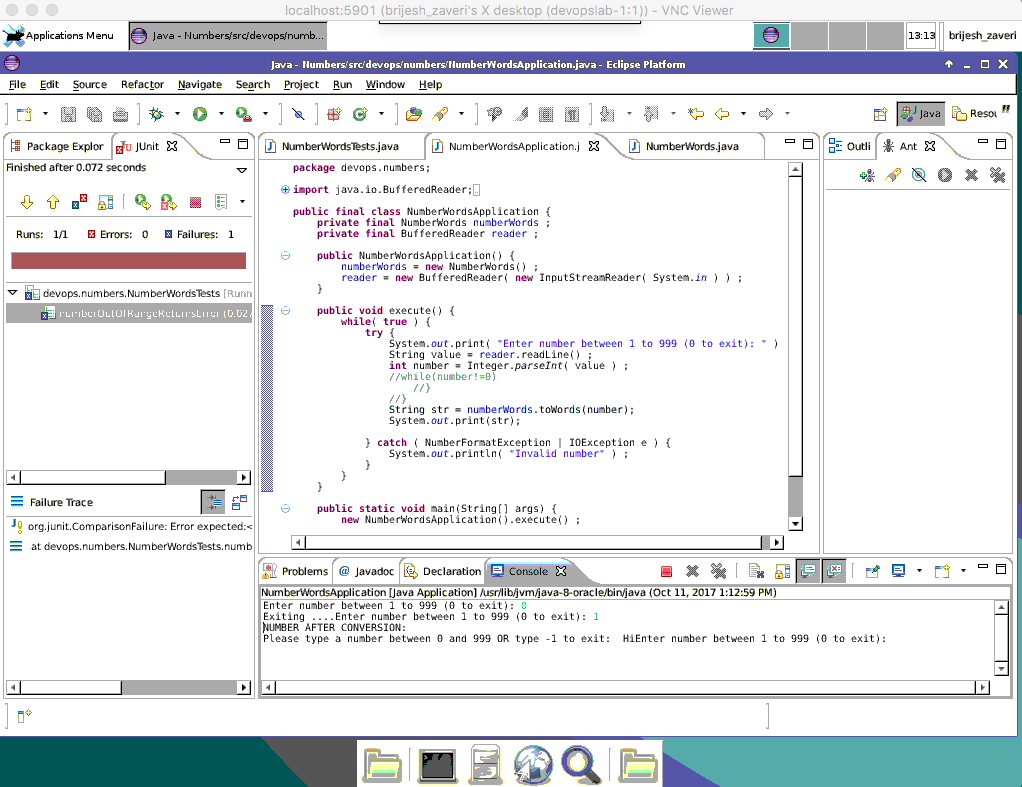 localhost:5901 (brijesh_zaveri's X desktop (devopslab-1:1)) - VNC Viewer
Applications Menu
Java - Numbers/src/devops/numb...
13:13
brijesh_zaveri
Java - Numbers/src/devops/numbers/NumberWordsApplication.java - Eclipse Platform
File Edit Source Refactor Navigate Search Project Run Window Help
Java
Resou
Package Explor
JUnit
Finished after 0.072 seconds
Runs: 1/1
Errors: 0
Failures: 1
devops.numbers.NumberWordsTests [Runn
numberOutOfRangeReturnsError (0.02
Failure Trace
org.junit.ComparisonFailure: Error expected:<
at devops.numbers.NumberWordsTests.numb
NumberWordsTests.java
NumberWordsApplication.j
NumberWords.java
package devops.numbers;
import java.io.BufferedReader;
public final class NumberWordsApplication {
private final NumberWords numberWords ;
private final BufferedReader reader ;
public NumberWordsApplication() {
numberWords = new NumberWords() ;
reader = new BufferedReader( new InputStreamReader( System.in ) ) ;
}
public void execute() {
while( true ) {
try {
System.out.print( "Enter number between 1 to 999 (0 to exit): " )
String value = reader.readLine() ;
int number = Integer.parseInt( value ) ;
//while(number!=0)
//}
//}
String str = numberWords.toWords(number);
System.out.print(str);
} catch ( NumberFormatException | IOException e ) {
System.out.println( "Invalid number" ) ;
}
}
}
public static void main(String[] args) {
new NumberWordsApplication().execute() ;
Outli
Ant
Problems
Javadoc
Declaration
Console
NumberWordsApplication [Java Application] /usr/lib/jvm/java-8-oracle/bin/java (Oct 11, 2017 1:12:59 PM)
Enter number between 1 to 999 (0 to exit): 0
Exiting ....Enter number between 1 to 999 (0 to exit): 1
NUMBER AFTER CONVERSION:
Please type a number between 0 and 999 OR type -1 to exit:  HiEnter number between 1 to 999 (0 to exit):